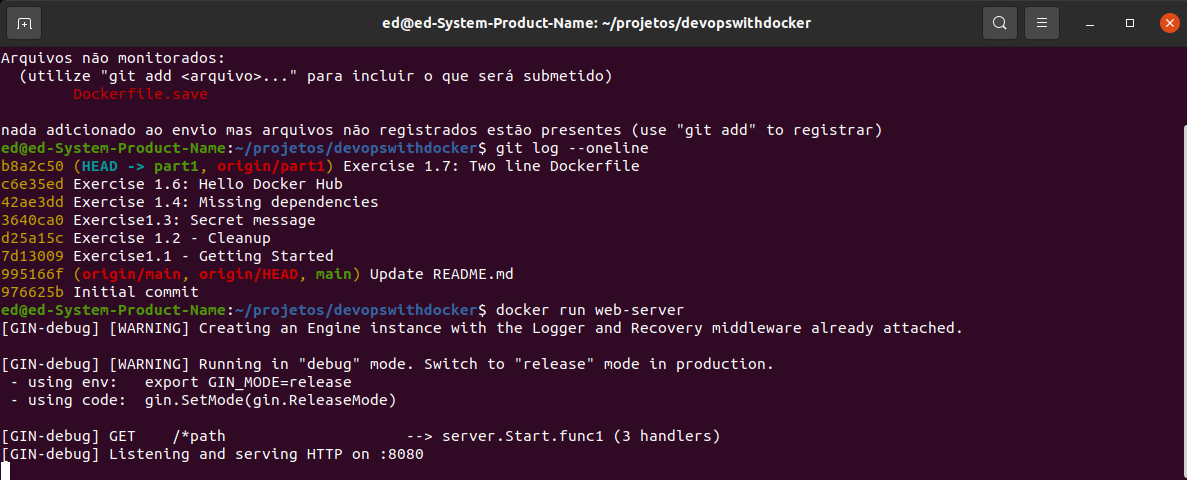 ed@ed-System-Product-Name: ~/projetos/devopswithdocker
Arquivos não monitorados:
  (utilize "git add <arquivo>..." para incluir o que será submetido)
        Dockerfile.save

nada adicionado ao envio mas arquivos não registrados estão presentes (use "git add" to registrar)
ed@ed-System-Product-Name:~/projetos/devopswithdocker$ git log --oneline
b8a2c50 (HEAD -> part1, origin/part1) Exercise 1.7: Two line Dockerfile
c6e35ed Exercise 1.6: Hello Docker Hub
42ae3dd Exercise 1.4: Missing dependencies
3640ca0 Exercise1.3: Secret message
d25a15c Exercise 1.2 - Cleanup
7d13009 Exercise1.1 - Getting Started
995166f (origin/main, origin/HEAD, main) Update README.md
976625b Initial commit
ed@ed-System-Product-Name:~/projetos/devopswithdocker$ docker run web-server
[GIN-debug] [WARNING] Creating an Engine instance with the Logger and Recovery middleware already attached.

[GIN-debug] [WARNING] Running in "debug" mode. Switch to "release" mode in production.
 - using env:   export GIN_MODE=release
 - using code:  gin.SetMode(gin.ReleaseMode)

[GIN-debug] GET    /*path                    --> server.Start.func1 (3 handlers)
[GIN-debug] Listening and serving HTTP on :8080